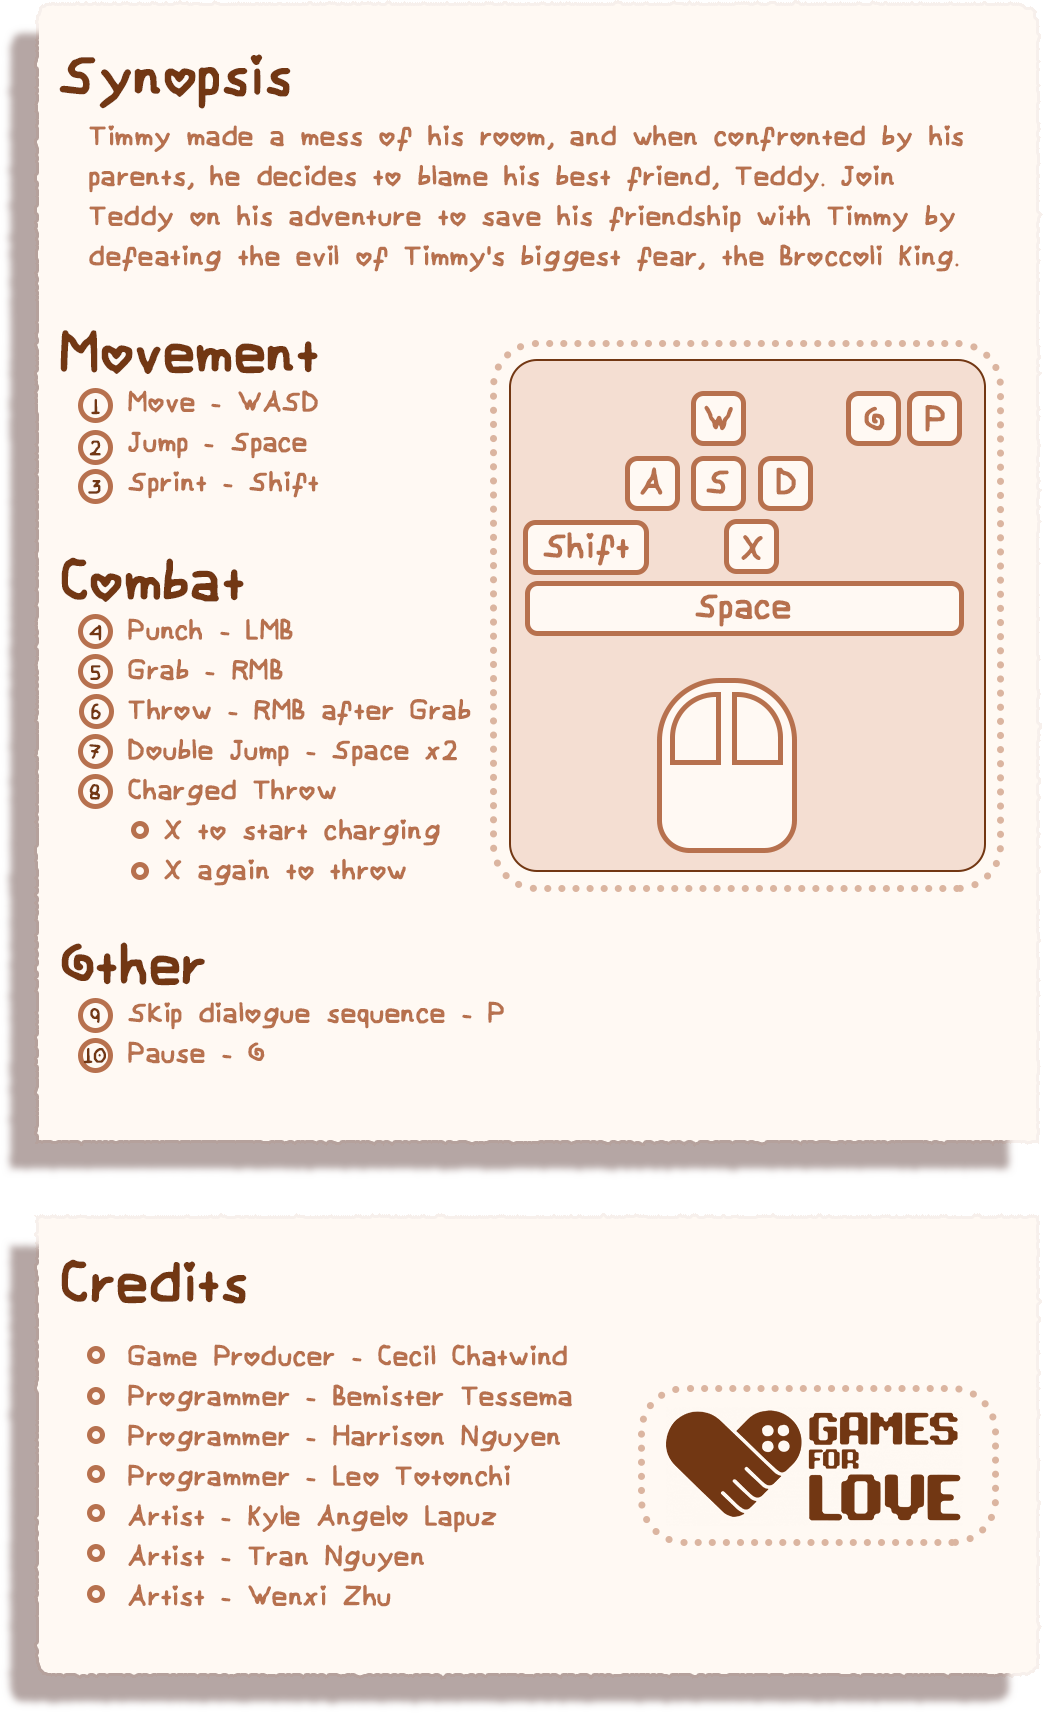 Synopsis
Timmy made a mess of his room, and when confronted by his
parents, he decides to blame his best friend, Teddy. Join
Teddy on his adventure to save his friendship with Timmy by
defeating the evil of Timmy's biggest fear, the Broccoli King.
Movement
1 Move - WASD
2 Jump - Space
3 Sprint - Shift
Combat
4 Punch - LMB
5 Grab - RMB
6 Throw - RMB after Grab
7 Double Jump - Space x2
8 Charged Throw
X to start charging
X again to throw
W O P
A S D
Shift X
Space
Other
9 Skip dialogue sequence - P
10 Pause - O
Credits
Game Producer - Cecil Chatwind
Programmer - Bemister Tessema
Programmer - Harrison Nguyen
Programmer - Leo Totonchi
Artist - Kyle Angelo Lapuz
Artist - Tran Nguyen
Artist - Wenxi Zhu
GAMES
FOR
LOVE